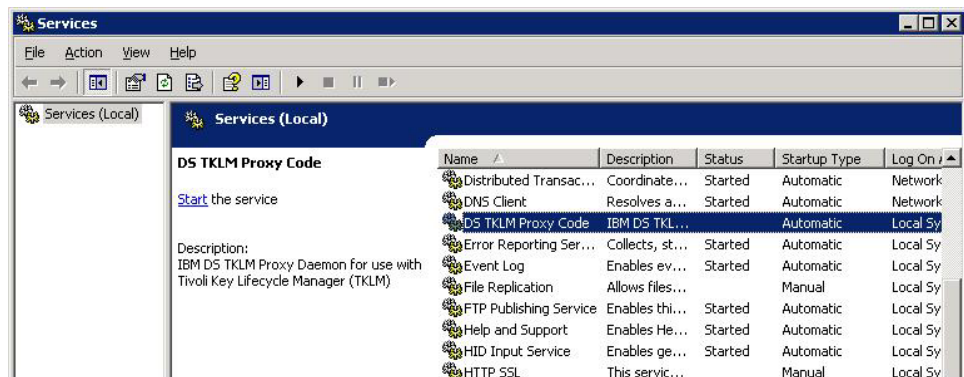 Services
File Action View Help
Services (Local)
Services (Local)
DS TKLM Proxy Code
Start the service
Description:
IBM DS TKLM Proxy Daemon for use with
Tivoli Key Lifecycle Manager (TKLM)
Name Description Status Startup Type Log On
Distributed Transac... Coordinate... Started Automatic Network
DNS Client Resolves a... Started Automatic Network
DS TKLM Proxy Code IBM DS TKL... Automatic Local Sy
Error Reporting Ser... Collects, st... Started Automatic Local Sy
Event Log Enables ev... Started Automatic Local Sy
File Replication Allows files... Manual Local Sy
FTP Publishing Service Enables thi... Started Automatic Local Sy
Help and Support Enables He... Started Automatic Local Sy
HID Input Service Enables ge... Started Automatic Local Sy
HTTP SSL This servic... Manual Local Sy